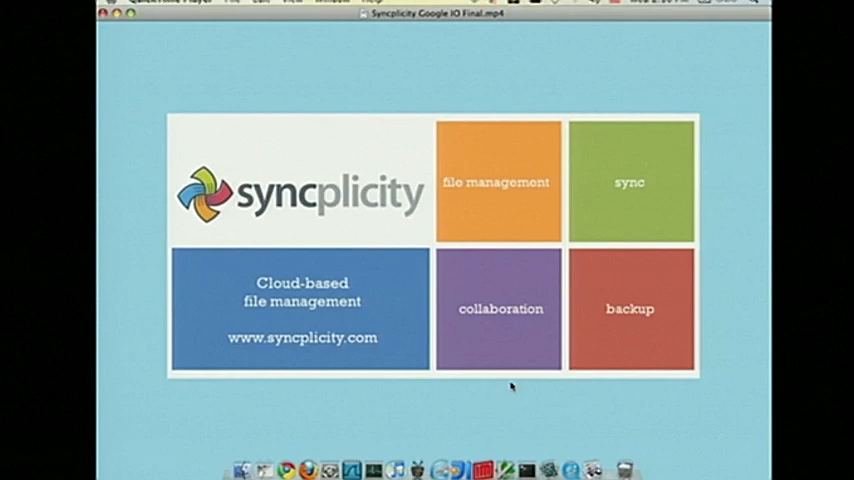 Syncplicity Google IO Final.mp4
syncplicity
file management
sync
Cloud-based
file management
www.syncplicity.com
collaboration
backup